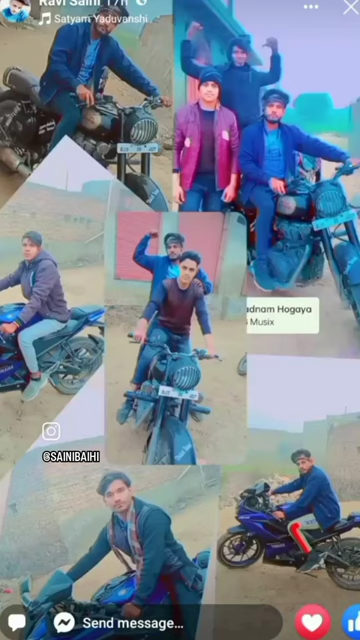 Ravi Saini 17h
Satyam Yaduvanshi
adnam Hogaya
Musix
@SAINIBAIHI
Send message...